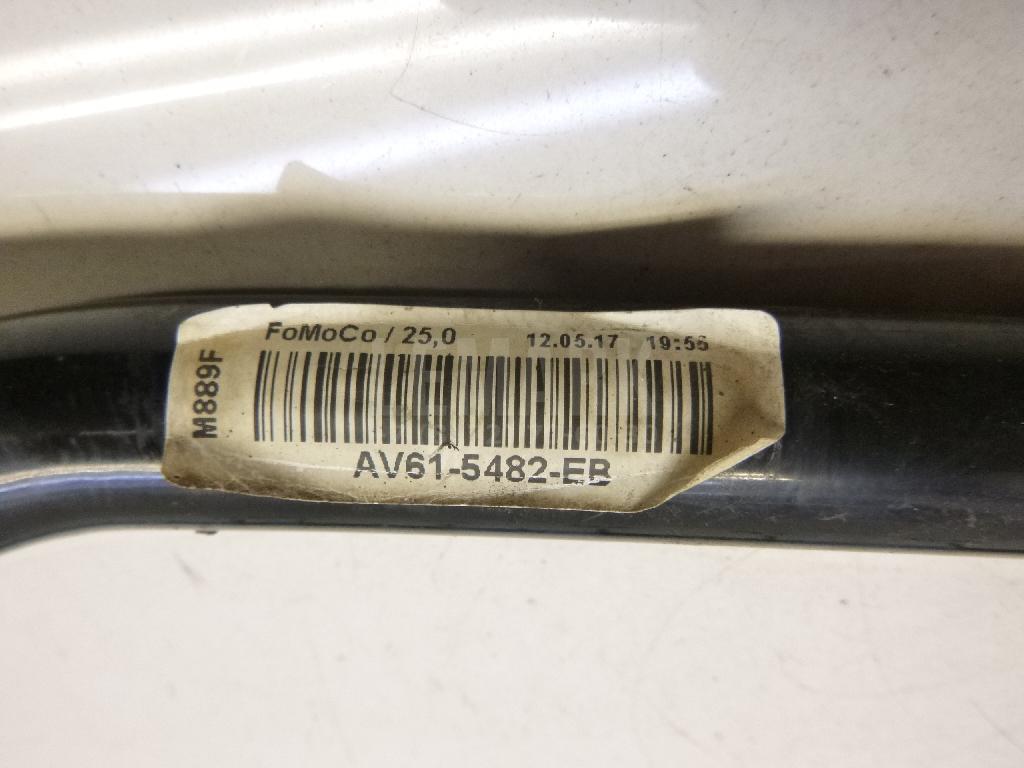 FoMoCo / 25,0 12.05.17 19:56
M889F
AV61-5482-EB